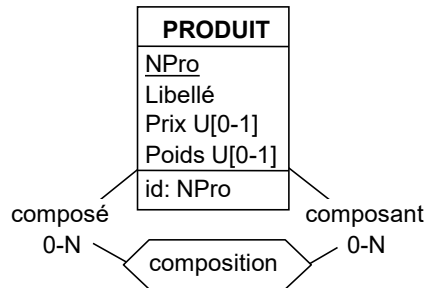 PRODUIT
NPro
Libellé
Prix U[0-1]
Poids U[0-1]
id: NPro
composé
composant
0-N
0-N
composition